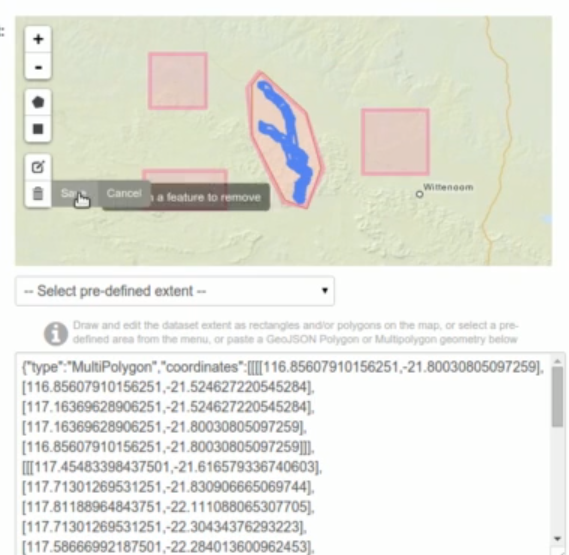 +
-
Save Cancel
a feature to remove
Wittenoom
-- Select pre-defined extent --
Draw and edit the dataset extent as rectangles and/or polygons on the map, or select a pre-
defined area from the menu, or paste a GeoJSON Polygon or Multipolygon geometry below
{"type":"MultiPolygon","coordinates":[[[[116.85607910156251,-21.80030805097259],
[116.85607910156251,-21.524627220545284],
[117.16369628906251,-21.524627220545284],
[117.16369628906251,-21.80030805097259],
[116.85607910156251,-21.80030805097259]]],
[[[117.45483398437501,-21.616579336740603],
[117.71301269531251,-21.830906665069744],
[117.81188964843751,-22.111088065307705],
[117.71301269531251,-22.30434376293223],
[117.58666992187501,-22.284013600962453],